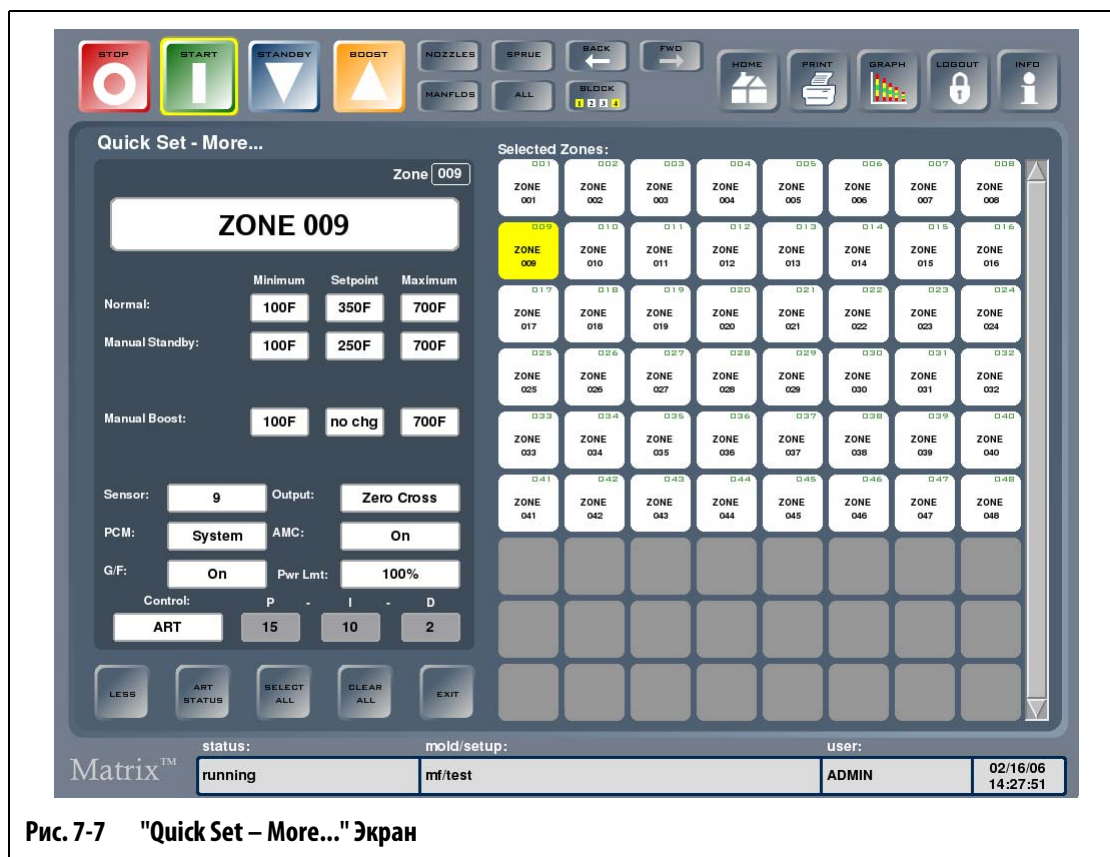 STOP START STANDBY BOOST NOZZLES SPRUE BACK FWD
HOME PRINT GRAPH LOGOUT INFO
MANFLDS ALL BLOCK
1 2 3 4
Quick Set - More...
Zone 009
ZONE 009
Minimum Setpoint Maximum
Normal: 100F 350F 700F
Manual Standby: 100F 250F 700F
Manual Boost: 100F no chg 700F
Sensor: 9 Output: Zero Cross
PCM: System AMC: On
G/F: On Pwr Lmt: 100%
Control: P - I - D
ART 15 10 2
LESS ART STATUS SELECT ALL CLEAR ALL EXIT
Selected Zones:
001 002 003 004 005 006 007 008
ZONE ZONE ZONE ZONE ZONE ZONE ZONE ZONE
001 002 003 004 005 006 007 008
009 010 011 012 013 014 015 016
ZONE ZONE ZONE ZONE ZONE ZONE ZONE ZONE
009 010 011 012 013 014 015 016
017 018 019 020 021 022 023 024
ZONE ZONE ZONE ZONE ZONE ZONE ZONE ZONE
017 018 019 020 021 022 023 024
025 026 027 028 029 030 031 032
ZONE ZONE ZONE ZONE ZONE ZONE ZONE ZONE
025 026 027 028 029 030 031 032
033 034 035 036 037 038 039 040
ZONE ZONE ZONE ZONE ZONE ZONE ZONE ZONE
033 034 035 036 037 038 039 040
041 042 043 044 045 046 047 048
ZONE ZONE ZONE ZONE ZONE ZONE ZONE ZONE
041 042 043 044 045 046 047 048
status: mold/setup: user:
Matrix™ running mf/test ADMIN 02/16/06
14:27:51
Рис. 7-7 "Quick Set – More..." Экран